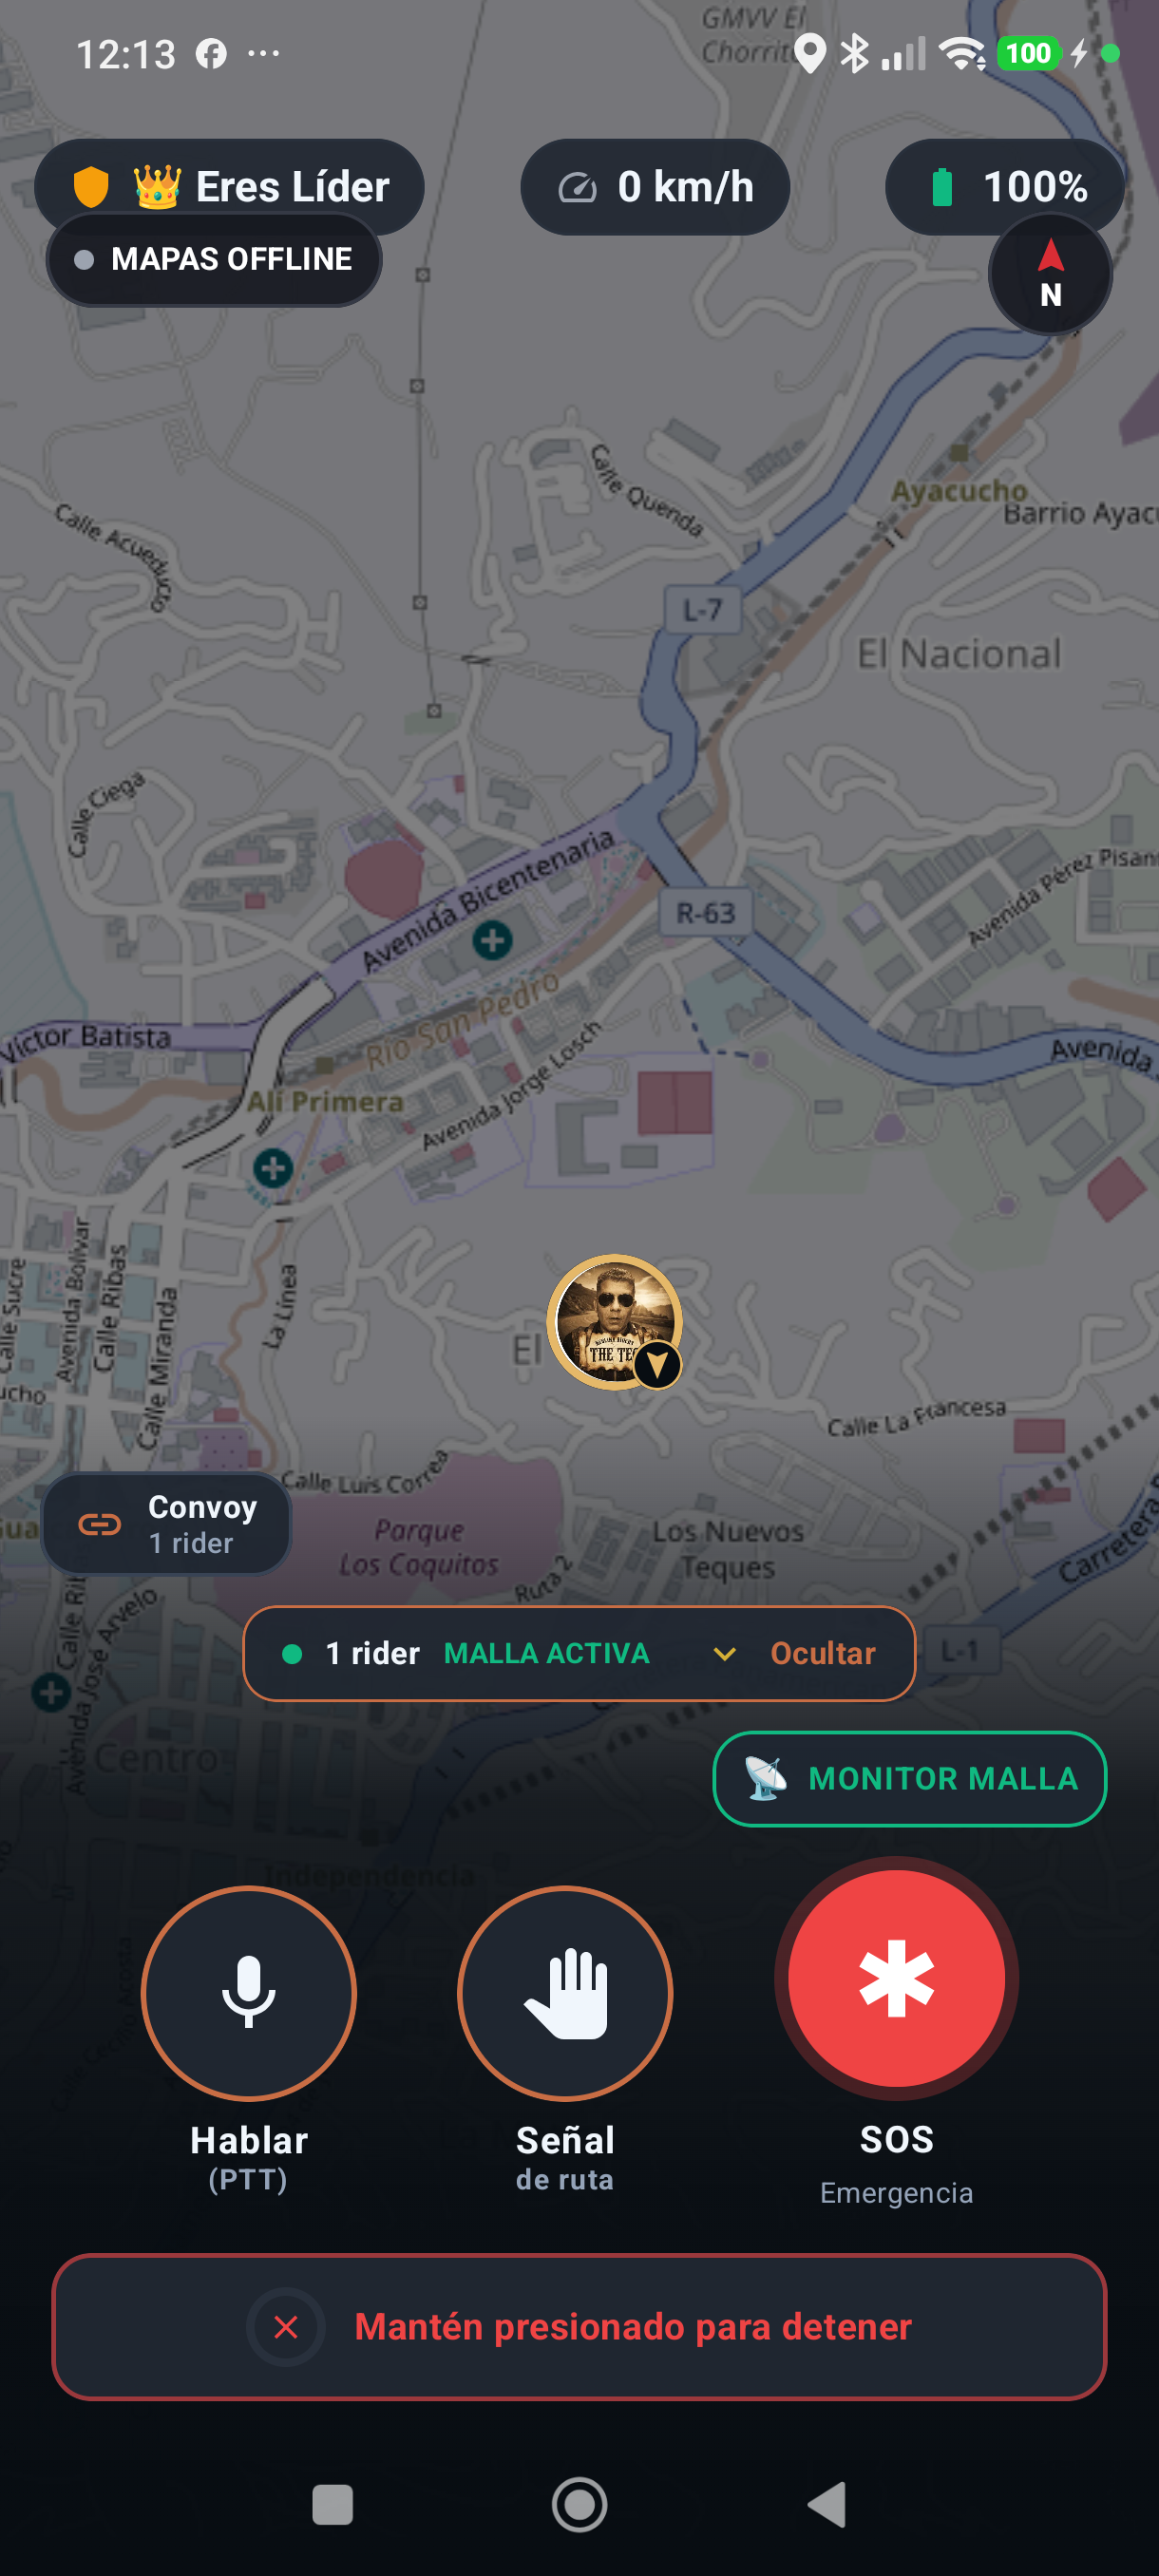 GMVV El
12:13
100
👑 Eres Líder
0 km/h
100%
MAPAS OFFLINE
N
Calle Quenda
Ayacucho
Calle Acueducto
L-7
El Nacional
Calle Ciega
Avenida Bicentenaria
Avenida Pérez
R-63
Río San Pedro
Víctor Batista
Avenida
Avenida Jorge Losch
Alí Primera
Avenida Bolívar
Calle Ribas
Calle Sucre
Calle Miranda
La Línea
El
THE
Calle La Francesa
Calle Luis Correa
Convoy
1 rider
Parque
Los Coquitos
Los Nuevos
Teques
Ruta 2
Carretera
1 rider MALLA ACTIVA Ocultar
L-1
Avenida José Arvelo
Centro
MONITOR MALLA
Independencia
Hablar
(PTT)
Señal
de ruta
SOS
Emergencia
Mantén presionado para detener